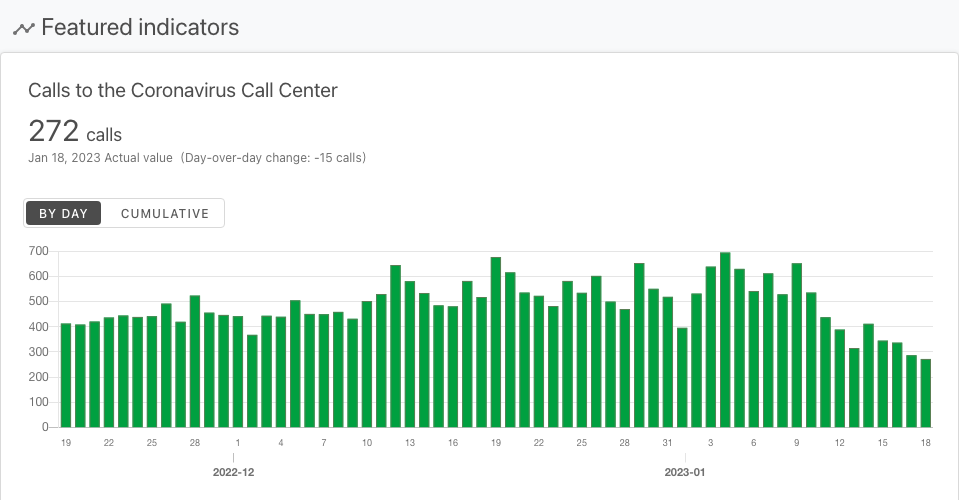 Featured indicators
Calls to the Coronavirus Call Center
272 calls
Jan 18, 2023 Actual value (Day-over-day change: -15 calls)
BY DAY CUMULATIVE
700
600
500
400
300
200
100
0
19 22 25 28 1 4 7 10 13 16 19 22 25 28 31 3 6 9 12 15 18
2022-12 2023-01